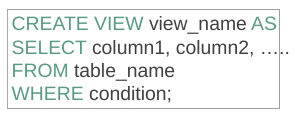 CREATE VIEW view_name AS
SELECT column1, column2, …..
FROM table_name
WHERE condition;